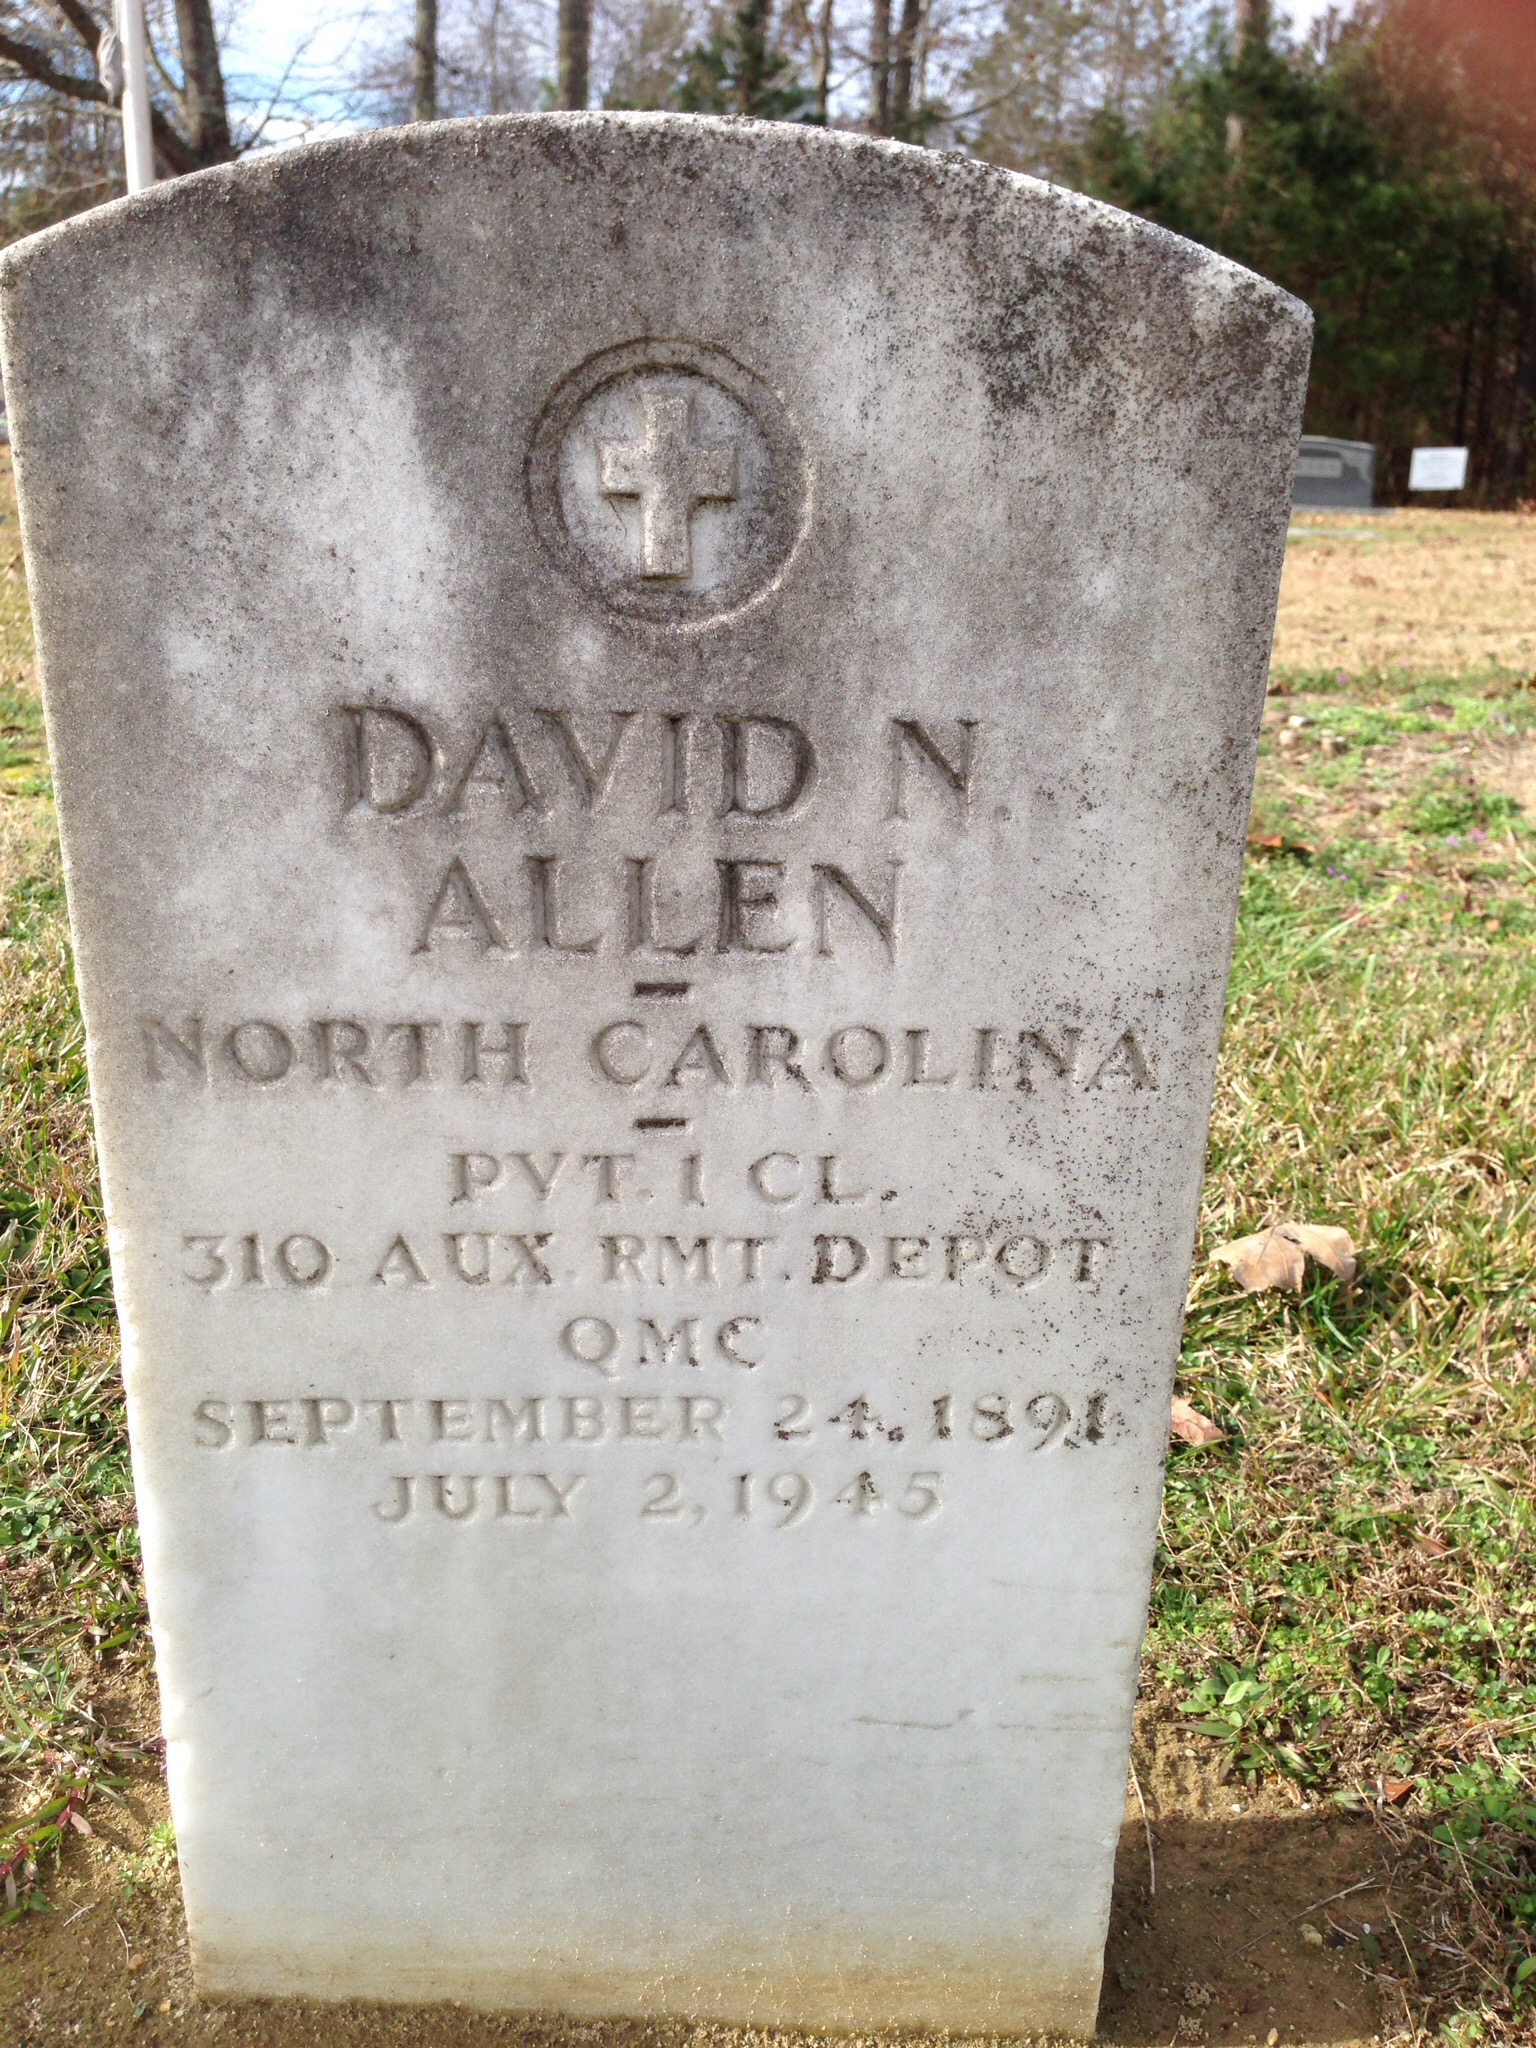 DAVID N.
ALLEN
-
NORTH CAROLINA
-
PVT. 1 CL.
310 AUX. RMT. DEPOT
QMC
SEPTEMBER 24, 1891
JULY 2, 1945